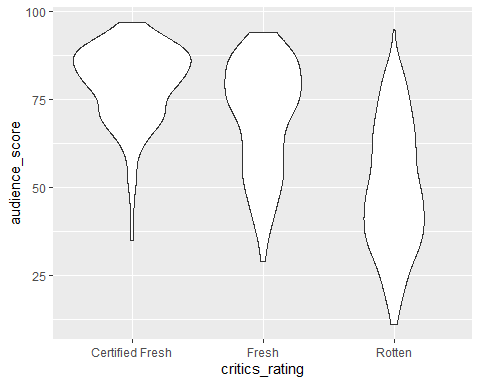 100
75
50
25
audience_score
Certified Fresh
Fresh
Rotten
critics_rating